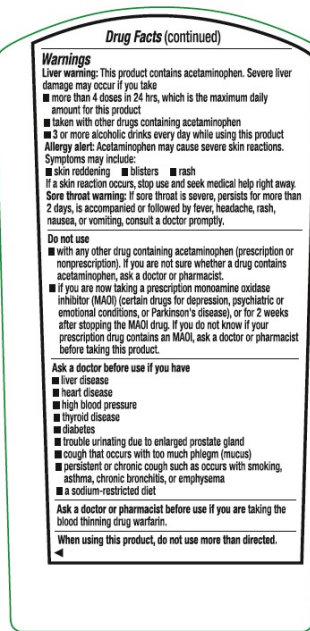 Drug Facts (continued)
Warnings
Liver warning: This product contains acetaminophen. Severe liver
damage may occur if you take
■ more than 4 doses in 24 hrs, which is the maximum daily
amount for this product
■ taken with other drugs containing acetaminophen
■ 3 or more alcoholic drinks every day while using this product
Allergy alert: Acetaminophen may cause severe skin reactions.
Symptoms may include:
■ skin reddening ■ blisters ■ rash
If a skin reaction occurs, stop use and seek medical help right away.
Sore throat warning: If sore throat is severe, persists for more than
2 days, is accompanied or followed by fever, headache, rash,
nausea, or vomiting, consult a doctor promptly.
Do not use
■ with any other drug containing acetaminophen (prescription or
nonprescription). If you are not sure whether a drug contains
acetaminophen, ask a doctor or pharmacist.
■ if you are now taking a prescription monoamine oxidase
inhibitor (MAOI) (certain drugs for depression, psychiatric or
emotional conditions, or Parkinson's disease), or for 2 weeks
after stopping the MAOI drug. If you do not know if your
prescription drug contains an MAOI, ask a doctor or pharmacist
before taking this product.
Ask a doctor before use if you have
■ liver disease
■ heart disease
■ high blood pressure
■ thyroid disease
■ diabetes
■ trouble urinating due to enlarged prostate gland
■ cough that occurs with too much phlegm (mucus)
■ persistent or chronic cough such as occurs with smoking,
asthma, chronic bronchitis, or emphysema
■ a sodium-restricted diet
Ask a doctor or pharmacist before use if you are taking the
blood thinning drug warfarin.
When using this product, do not use more than directed.
◀